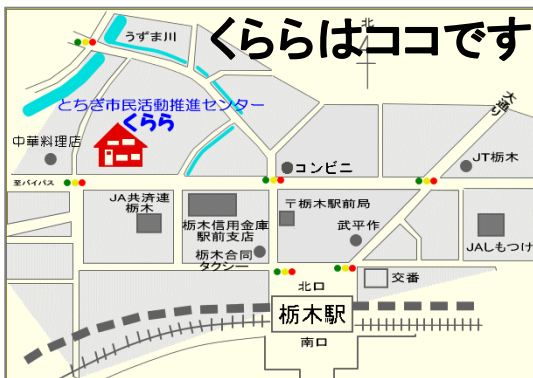 くららはココです
北
うずま川
とちぎ市民活動推進センター
くらら
大通り
中華料理店
コンビニ
JT栃木
至バイパス
JA共済連
栃木
栃木信用金庫
駅前支店
〒栃木駅前局
武平作
JAしもつけ
栃木合同
タクシー
北口
交番
栃木駅
南口